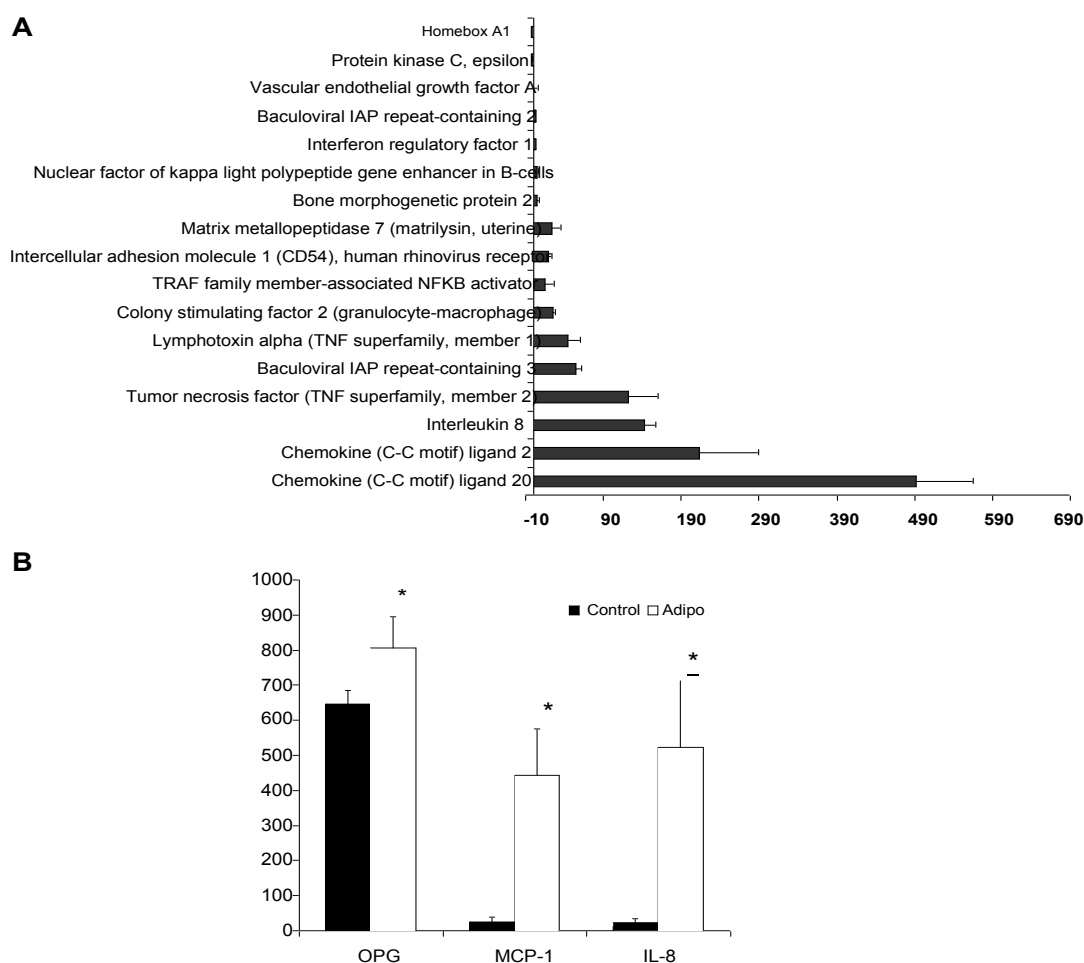 A
Homebox A1
Protein kinase C, epsilon
Vascular endothelial growth factor A
Baculoviral IAP repeat-containing 2
Interferon regulatory factor 1
Nuclear factor of kappa light polypeptide gene enhancer in B-cells
Bone morphogenetic protein 2
Matrix metallopeptidase 7 (matrilysin, uterine)
Intercellular adhesion molecule 1 (CD54), human rhinovirus receptor
TRAF family member-associated NFKB activator
Colony stimulating factor 2 (granulocyte-macrophage)
Lymphotoxin alpha (TNF superfamily, member 1)
Baculoviral IAP repeat-containing 3
Tumor necrosis factor (TNF superfamily, member 2)
Interleukin 8
Chemokine (C-C motif) ligand 2
Chemokine (C-C motif) ligand 20
-10 90 190 290 390 490 590 690
B
1000
900
800
700
600
500
400
300
200
100
0
* * *
Control Adipo
OPG MCP-1 IL-8